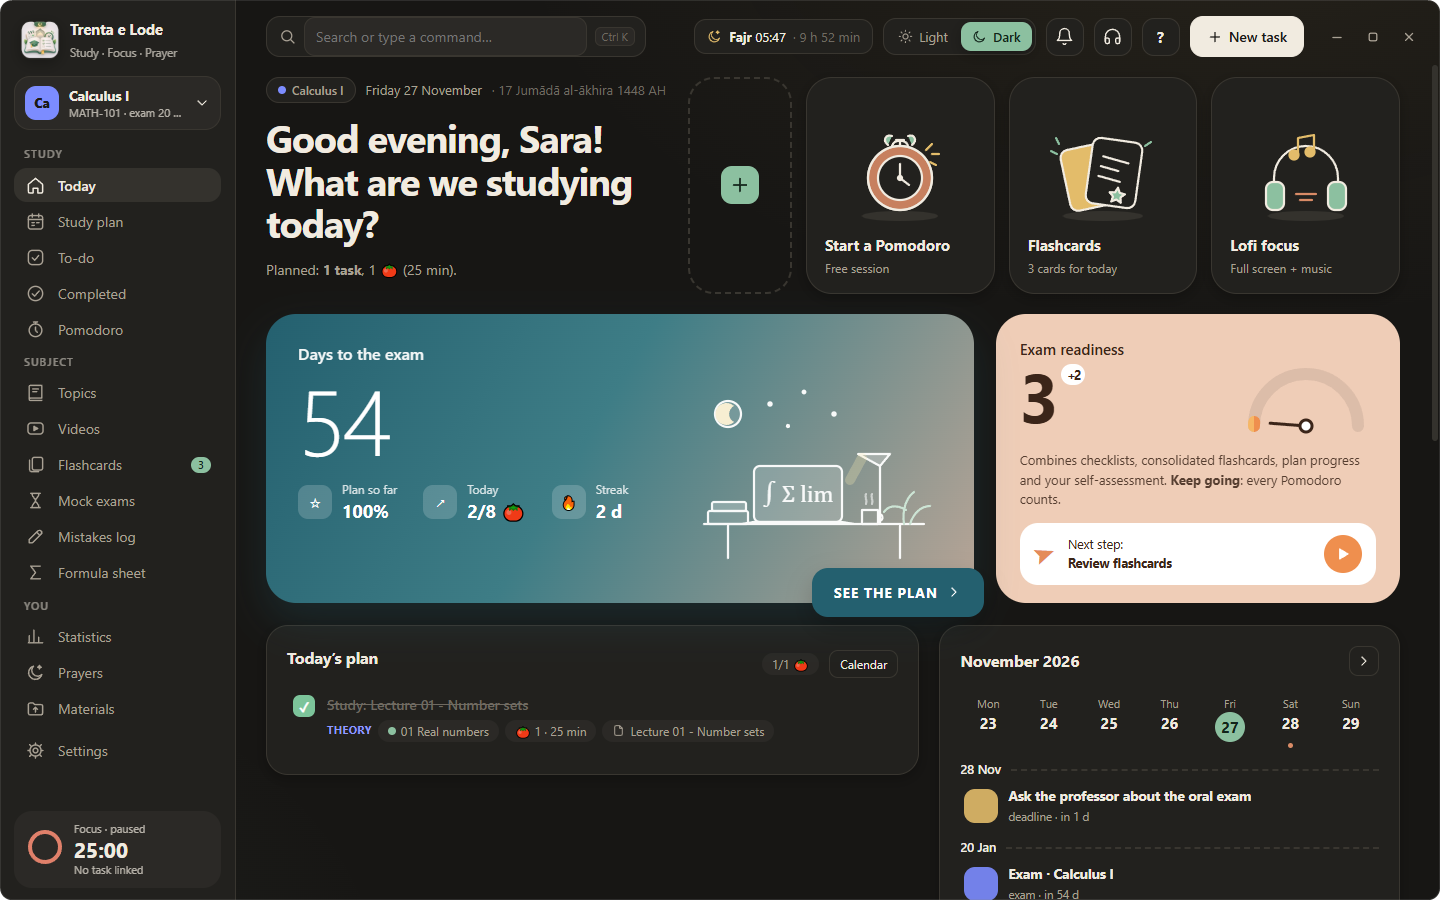 Trenta e Lode
Study · Focus · Prayer
Ca
Calculus I
MATH-101 · exam 20 ...
STUDY
Today
Study plan
To-do
Completed
Pomodoro
SUBJECT
Topics
Videos
Flashcards
3
Mock exams
Mistakes log
Formula sheet
YOU
Statistics
Prayers
Materials
Settings
Focus · paused
25:00
No task linked
Search or type a command...
Ctrl K
Fajr 05:47 · 9 h 52 min
Light
Dark
?
+ New task
Calculus I
Friday 27 November · 17 Jumādā al-ākhira 1448 AH
Good evening, Sara!
What are we studying
today?
Planned: 1 task, 1 🍅 (25 min).
+
Start a Pomodoro
Free session
Flashcards
3 cards for today
Lofi focus
Full screen + music
Days to the exam
54
Plan so far
100%
Today
2/8 🍅
Streak
2 d
∫ Σ lim
SEE THE PLAN
Exam readiness
3
+2
Combines checklists, consolidated flashcards, plan progress
and your self-assessment. Keep going: every Pomodoro
counts.
Next step:
Review flashcards
Today's plan
1/1 🍅
Calendar
Study: Lecture 01 - Number sets
THEORY
01 Real numbers
🍅 1 · 25 min
Lecture 01 - Number sets
November 2026
Mon Tue Wed Thu Fri Sat Sun
23 24 25 26 27 28 29
28 Nov
Ask the professor about the oral exam
deadline · in 1 d
20 Jan
Exam · Calculus I
exam · in 54 d